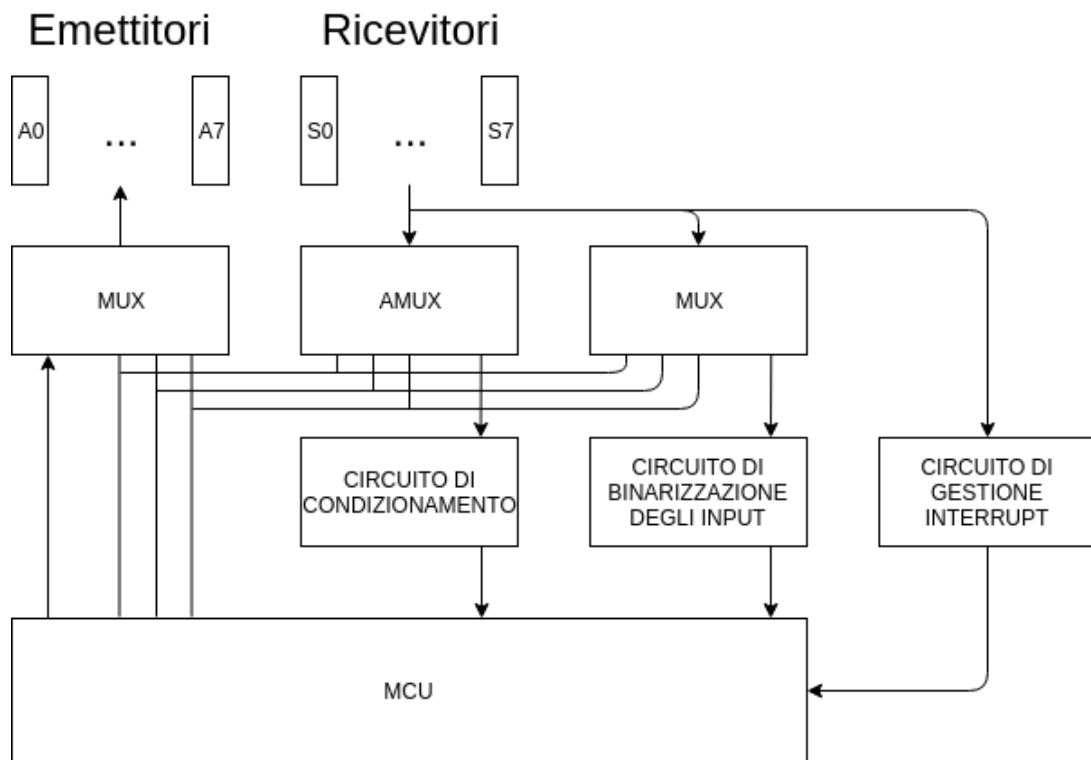 Emettitori
Ricevitori
A0
...
A7
S0
...
S7
MUX
AMUX
MUX
CIRCUITO DI
CONDIZIONAMENTO
CIRCUITO DI
BINARIZZAZIONE
DEGLI INPUT
CIRCUITO DI
GESTIONE
INTERRUPT
MCU